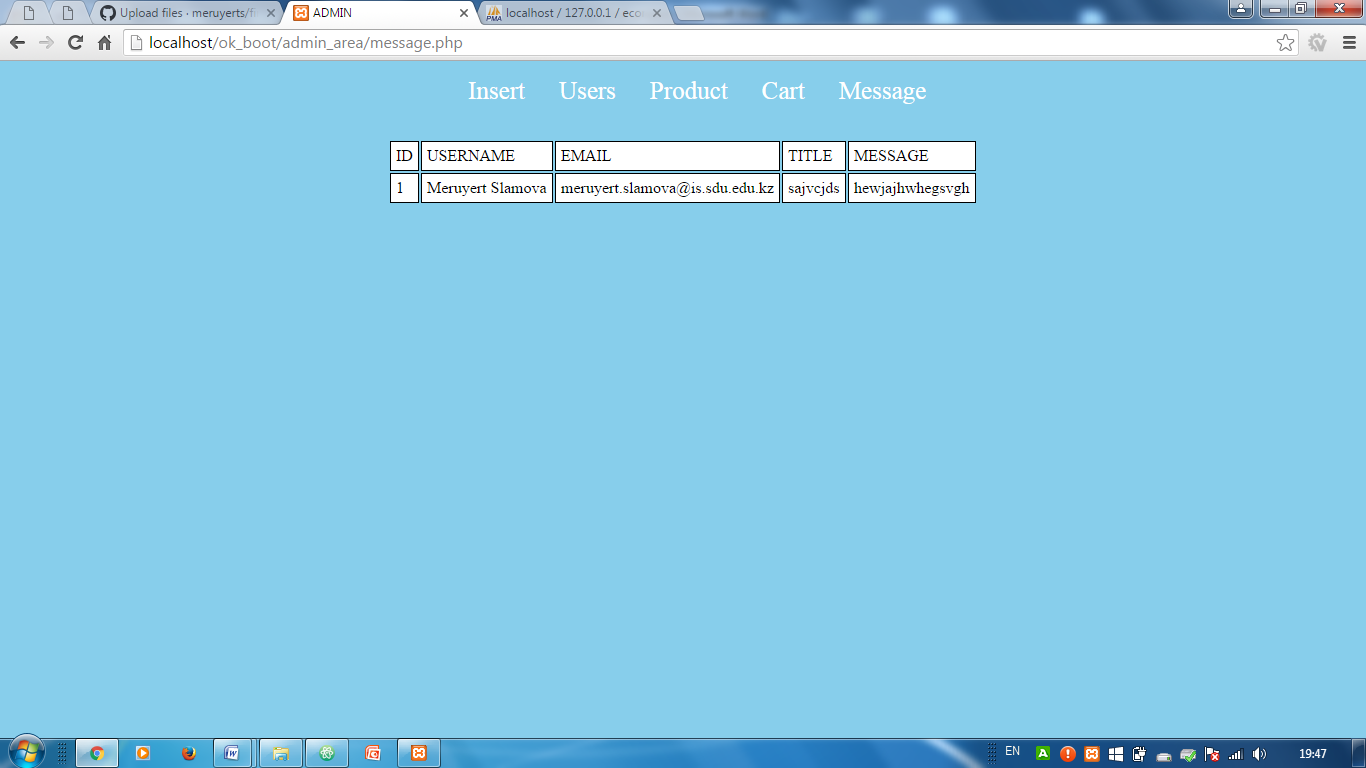 Upload files · meruyerts/fi
ADMIN
localhost / 127.0.0.1 / eco
localhost/ok_boot/admin_area/message.php
Insert Users Product Cart Message
ID USERNAME EMAIL TITLE MESSAGE
1 Meruyert Slamova meruyert.slamova@is.sdu.edu.kz sajvcjds hewjajhwhegsvgh
EN 19:47